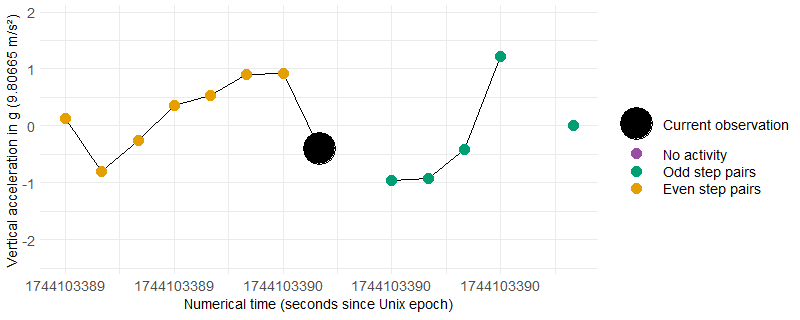 Vertical acceleration in g (9.80665 m/s²)
2
1
0
-1
-2
1744103389 1744103389 1744103390 1744103390 1744103390
Numerical time (seconds since Unix epoch)
Current observation
No activity
Odd step pairs
Even step pairs